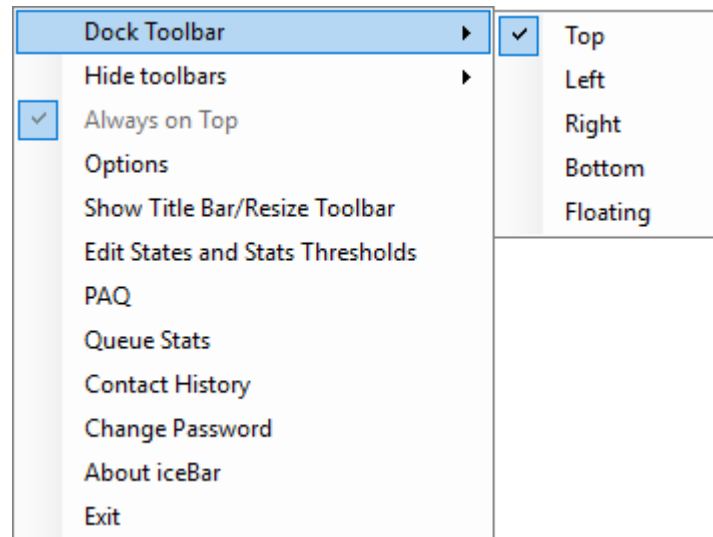 Dock Toolbar
Hide toolbars
Always on Top
Options
Show Title Bar/Resize Toolbar
Edit States and Stats Thresholds
PAQ
Queue Stats
Contact History
Change Password
About iceBar
Exit
Top
Left
Right
Bottom
Floating